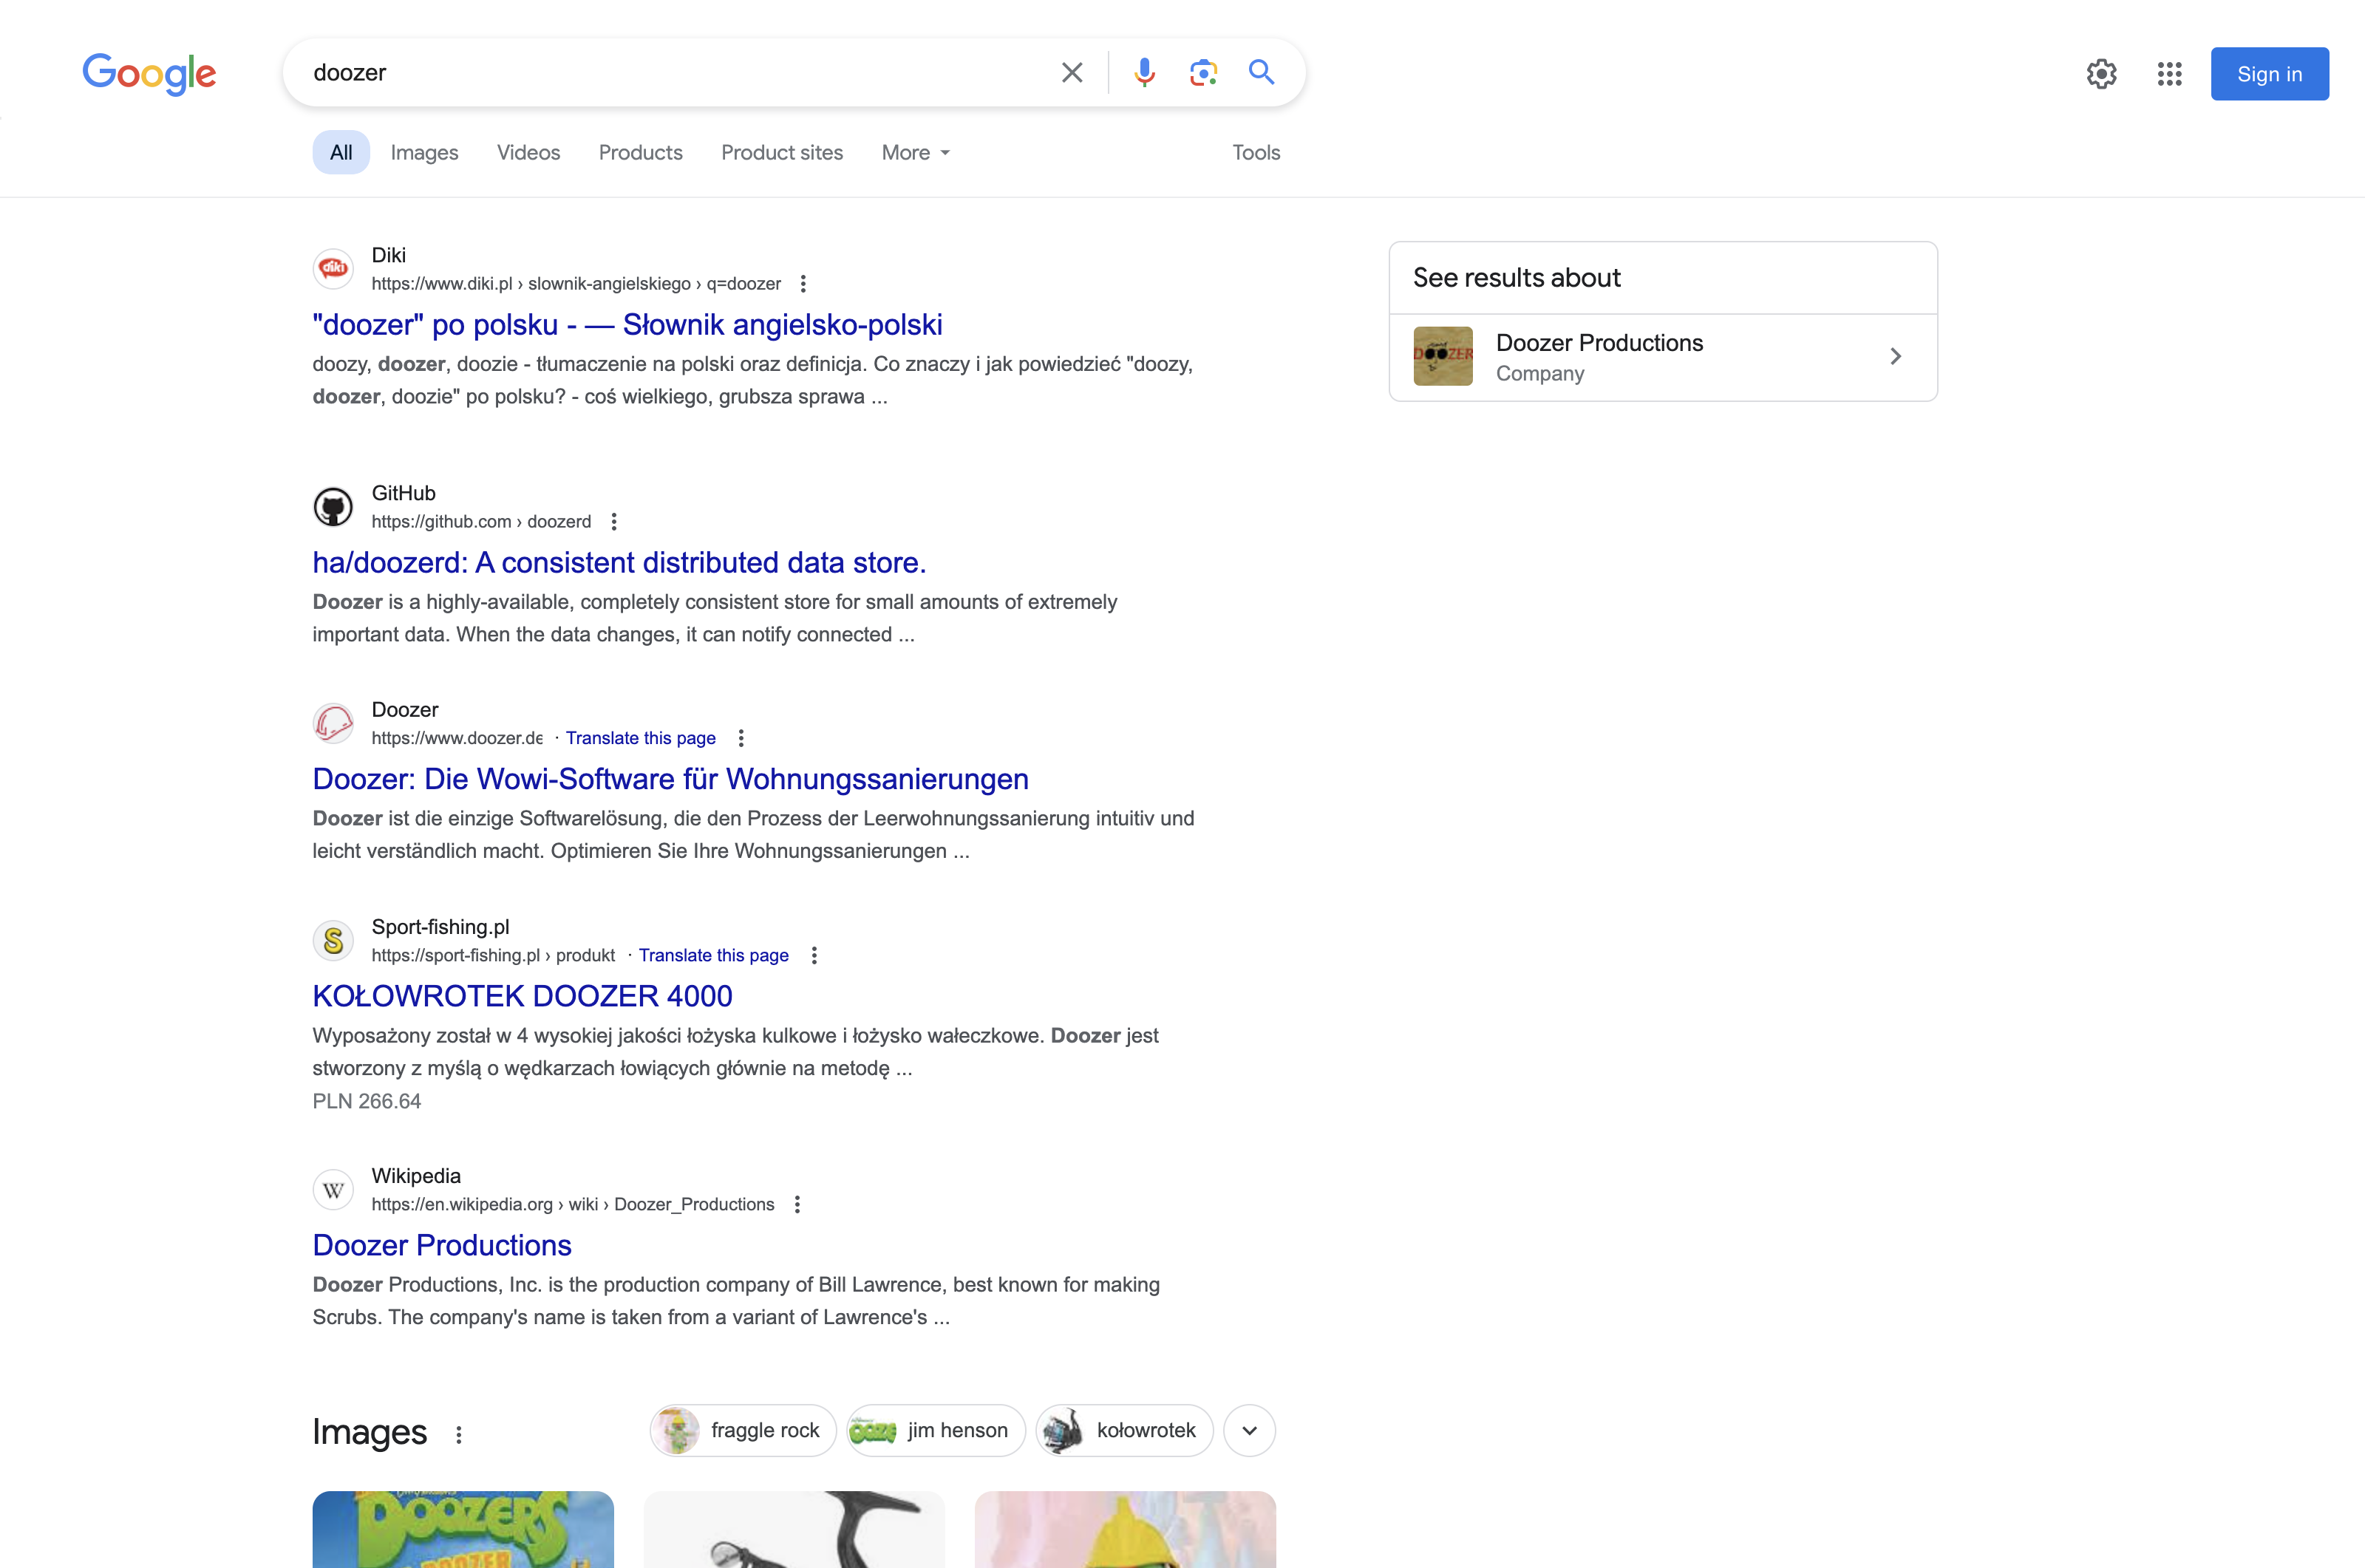 Google
doozer
Sign in
All
Images
Videos
Products
Product sites
More
Tools
diki
Diki
https://www.diki.pl › slownik-angielskiego › q=doozer
"doozer" po polsku - — Słownik angielsko-polski
doozy, doozer, doozie - tłumaczenie na polski oraz definicja. Co znaczy i jak powiedzieć "doozy,
doozer, doozie" po polsku? - coś wielkiego, grubsza sprawa ...
See results about
DOOZER
Doozer Productions
Company
GitHub
https://github.com › doozerd
ha/doozerd: A consistent distributed data store.
Doozer is a highly-available, completely consistent store for small amounts of extremely
important data. When the data changes, it can notify connected ...
Doozer
https://www.doozer.de · Translate this page
Doozer: Die Wowi-Software für Wohnungssanierungen
Doozer ist die einzige Softwarelösung, die den Prozess der Leerwohnungssanierung intuitiv und
leicht verständlich macht. Optimieren Sie Ihre Wohnungssanierungen ...
S
Sport-fishing.pl
https://sport-fishing.pl › produkt · Translate this page
KOŁOWROTEK DOOZER 4000
Wyposażony został w 4 wysokiej jakości łożyska kulkowe i łożysko wałeczkowe. Doozer jest
stworzony z myślą o wędkarzach łowiących głównie na metodę ...
PLN 266.64
W
Wikipedia
https://en.wikipedia.org › wiki › Doozer_Productions
Doozer Productions
Doozer Productions, Inc. is the production company of Bill Lawrence, best known for making
Scrubs. The company's name is taken from a variant of Lawrence's ...
Images
fraggle rock
jim henson
kołowrotek
DOOZERS
DOOZER